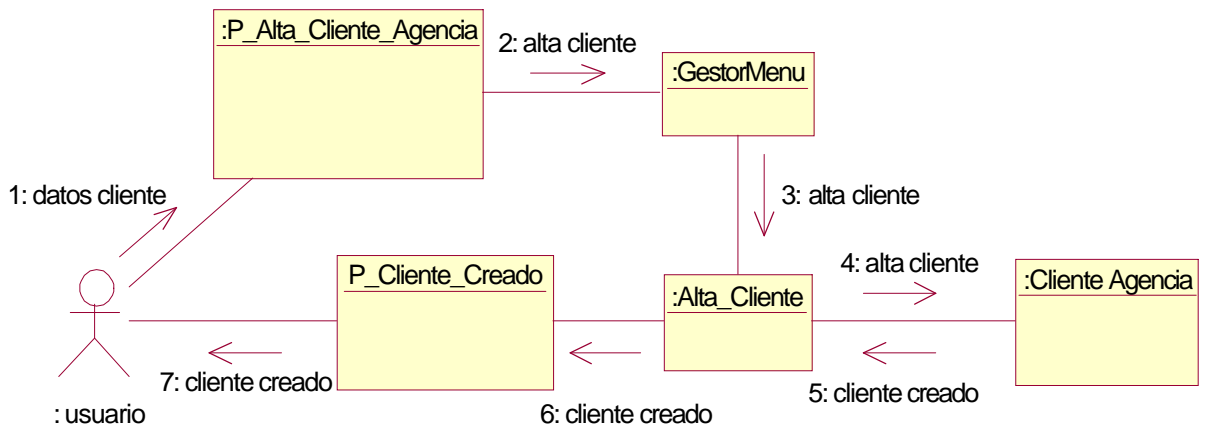 :P_Alta_Cliente_Agencia
2: alta cliente
:GestorMenu
1: datos cliente
3: alta cliente
P_Cliente_Creado
:Alta_Cliente
4: alta cliente
:Cliente Agencia
7: cliente creado
6: cliente creado
5: cliente creado
: usuario